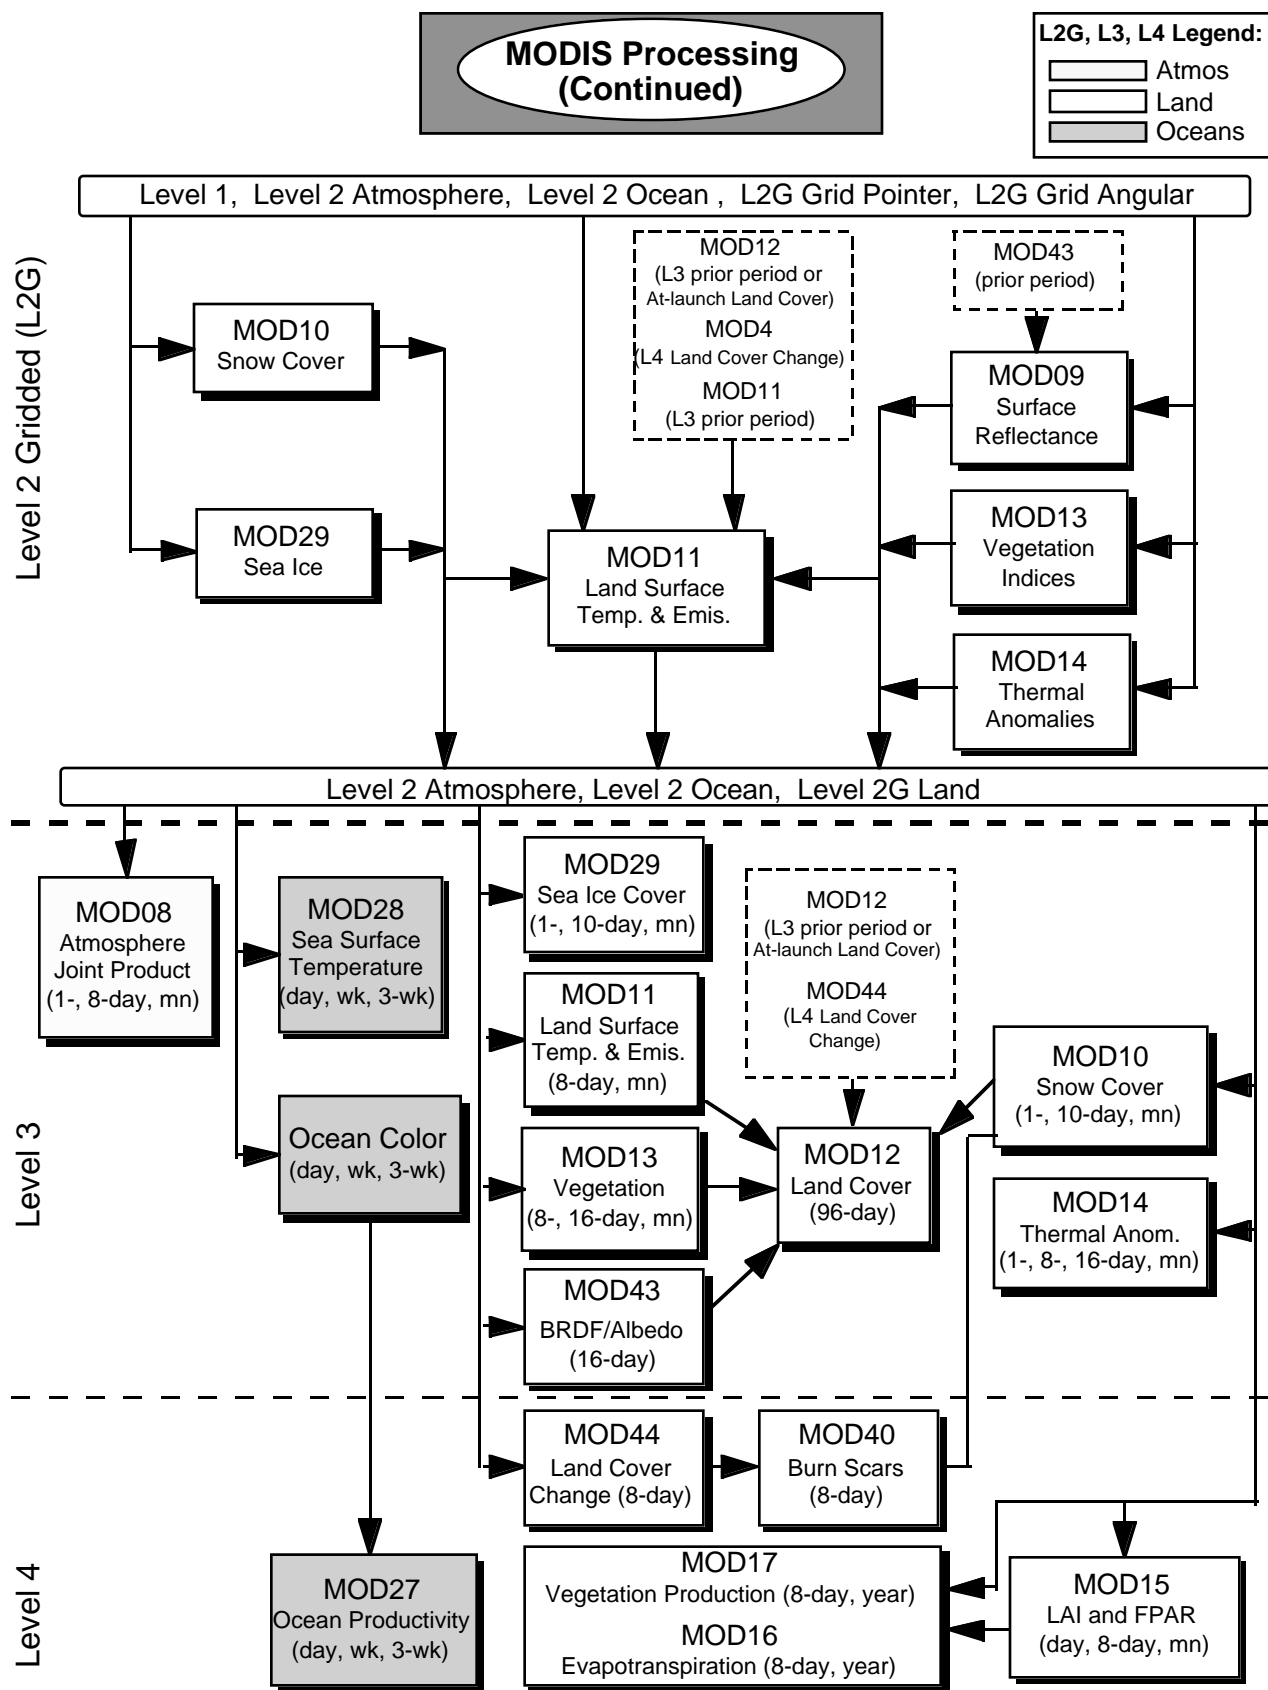 MODIS Processing
(Continued)
L2G, L3, L4 Legend:
Atmos
Land
Oceans
Level 1, Level 2 Atmosphere, Level 2 Ocean , L2G Grid Pointer, L2G Grid Angular
Level 2 Gridded (L2G)
MOD10
Snow Cover
MOD29
Sea Ice
MOD12
(L3 prior period or
At-launch Land Cover)
MOD4
(L4 Land Cover Change)
MOD11
(L3 prior period)
MOD43
(prior period)
MOD09
Surface
Reflectance
MOD11
Land Surface
Temp. & Emis.
MOD13
Vegetation
Indices
MOD14
Thermal
Anomalies
Level 2 Atmosphere, Level 2 Ocean, Level 2G Land
Level 3
MOD08
Atmosphere
Joint Product
(1-, 8-day, mn)
MOD28
Sea Surface
Temperature
(day, wk, 3-wk)
Ocean Color
(day, wk, 3-wk)
MOD29
Sea Ice Cover
(1-, 10-day, mn)
MOD11
Land Surface
Temp. & Emis.
(8-day, mn)
MOD13
Vegetation
(8-, 16-day, mn)
MOD43
BRDF/Albedo
(16-day)
MOD12
(L3 prior period or
At-launch Land Cover)
MOD44
(L4 Land Cover
Change)
MOD12
Land Cover
(96-day)
MOD10
Snow Cover
(1-, 10-day, mn)
MOD14
Thermal Anom.
(1-, 8-, 16-day, mn)
Level 4
MOD44
Land Cover
Change (8-day)
MOD40
Burn Scars
(8-day)
MOD27
Ocean Productivity
(day, wk, 3-wk)
MOD17
Vegetation Production (8-day, year)
MOD16
Evapotranspiration (8-day, year)
MOD15
LAI and FPAR
(day, 8-day, mn)